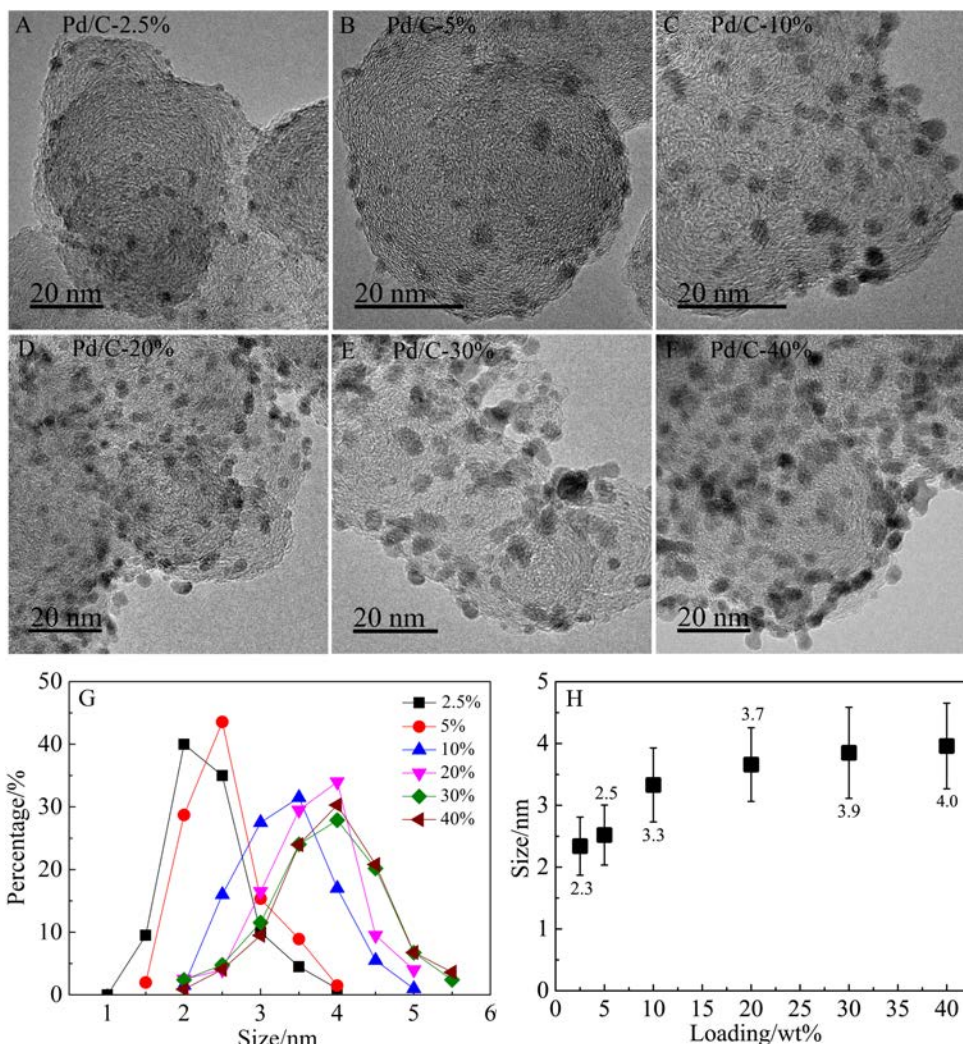 A Pd/C-2.5%
20 nm
B Pd/C-5%
20 nm
C Pd/C-10%
20 nm
D Pd/C-20%
20 nm
E Pd/C-30%
20 nm
F Pd/C-40%
20 nm
G
50
40
30
20
10
0
Percentage/%
2.5%
5%
10%
20%
30%
40%
1 2 3 4 5 6
Size/nm
H
5
4
3
2
1
0
Size/nm
2.3
2.5
3.3
3.7
3.9
4.0
0 5 10 15 20 25 30 35 40
Loading/wt%